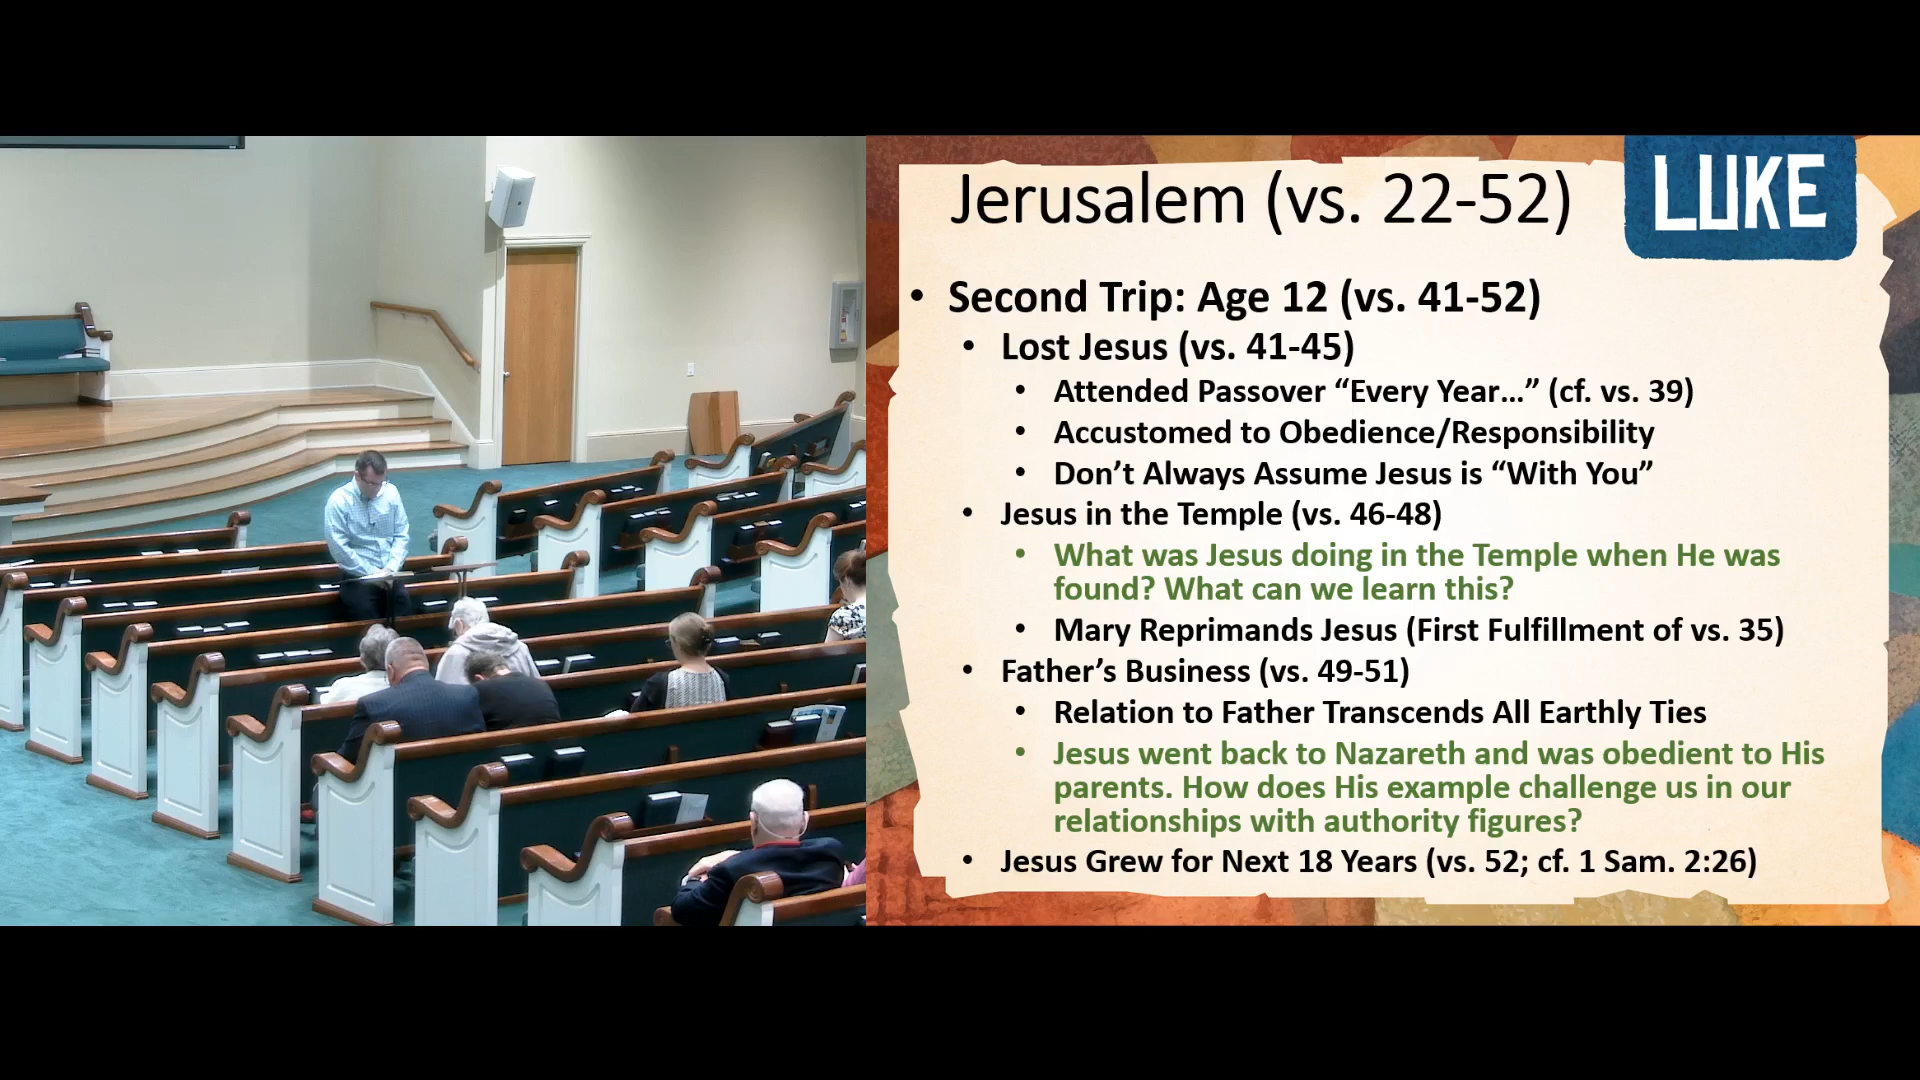 Jerusalem (vs. 22-52)
LUKE
• Second Trip: Age 12 (vs. 41-52)
• Lost Jesus (vs. 41-45)
• Attended Passover “Every Year…” (cf. vs. 39)
• Accustomed to Obedience/Responsibility
• Don’t Always Assume Jesus is “With You”
• Jesus in the Temple (vs. 46-48)
• What was Jesus doing in the Temple when He was
found? What can we learn this?
• Mary Reprimands Jesus (First Fulfillment of vs. 35)
• Father’s Business (vs. 49-51)
• Relation to Father Transcends All Earthly Ties
• Jesus went back to Nazareth and was obedient to His
parents. How does His example challenge us in our
relationships with authority figures?
• Jesus Grew for Next 18 Years (vs. 52; cf. 1 Sam. 2:26)